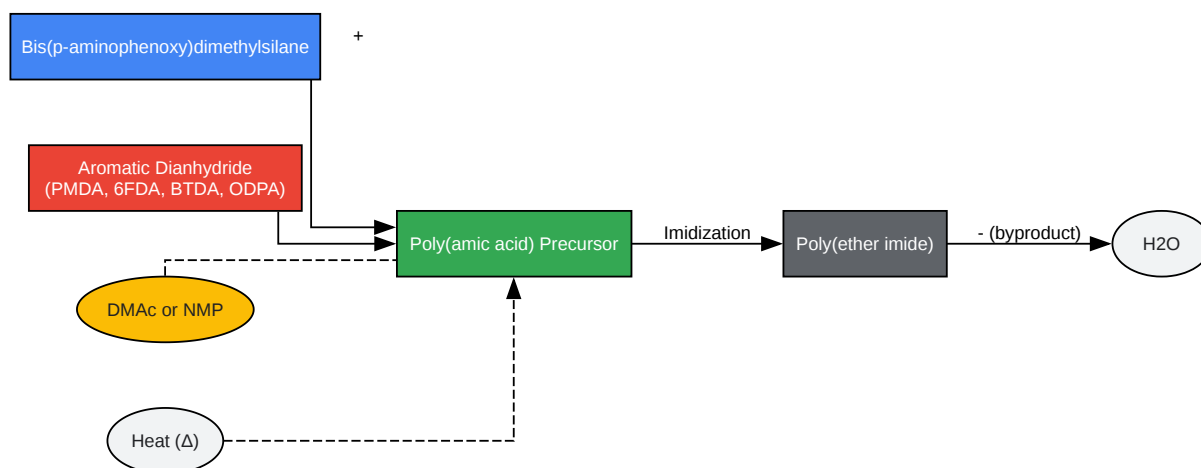 Bis(p-aminophenoxy)dimethylsilane
+
Aromatic Dianhydride
(PMDA, 6FDA, BTDA, ODPA)
Poly(amic acid) Precursor
Imidization
Poly(ether imide)
- (byproduct)
H2O
DMAc or NMP
Heat (Δ)